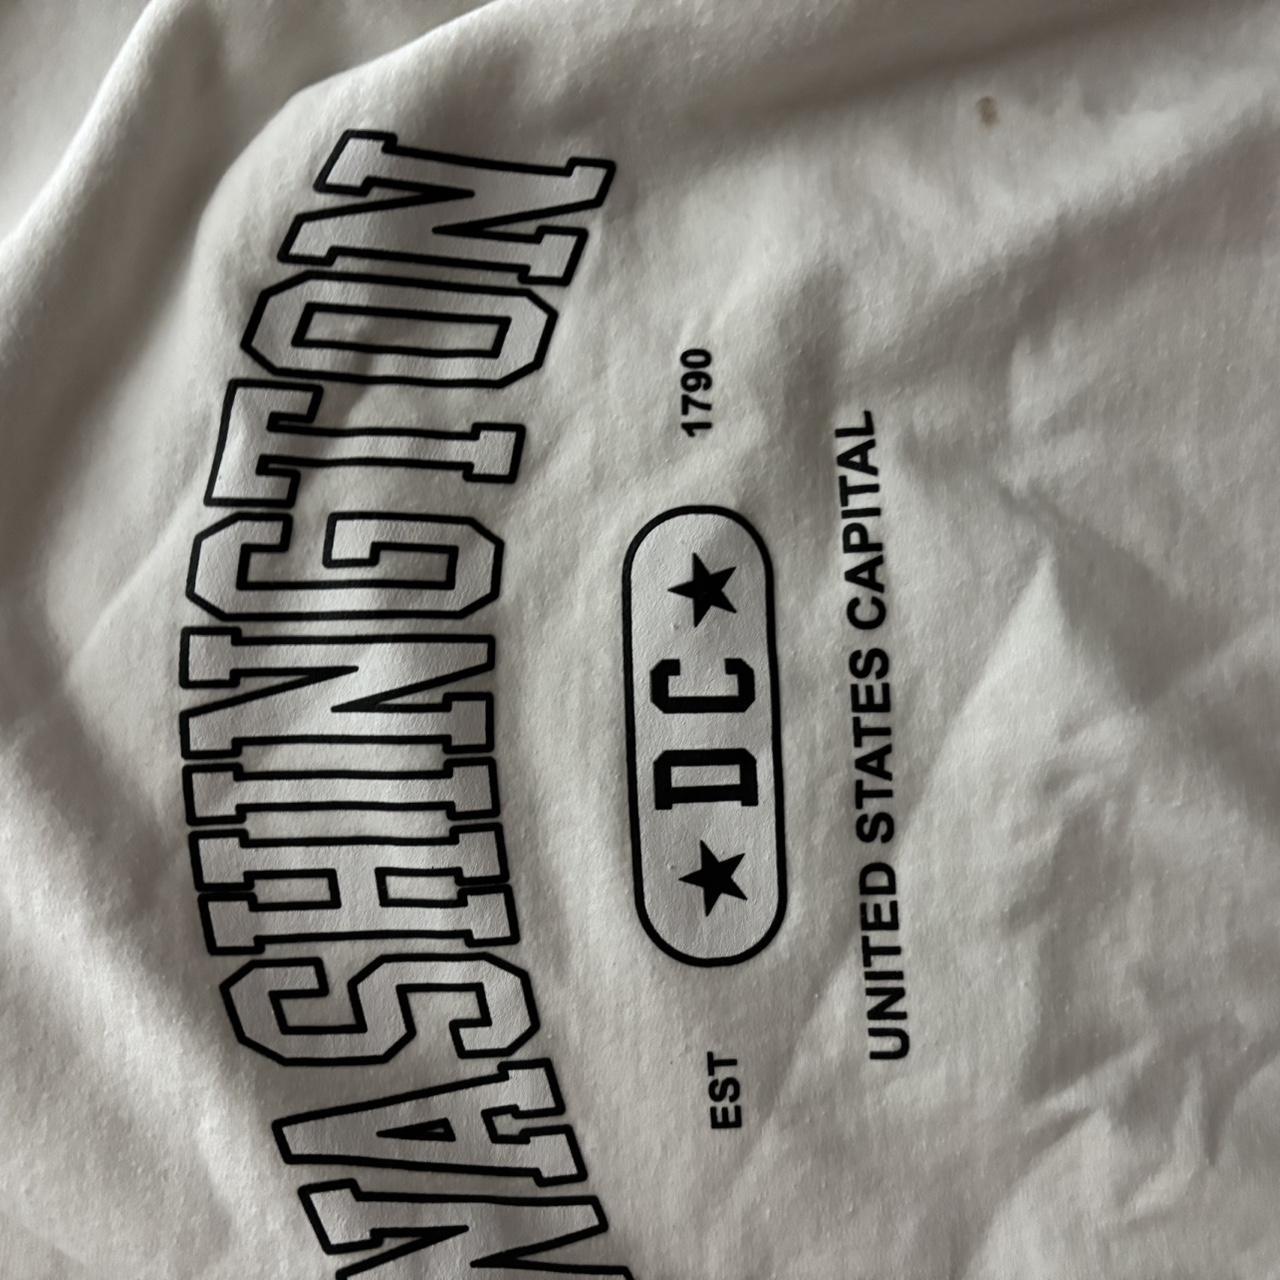 WASHINGTON
EST ★ DC ★ 1790
UNITED STATES CAPITAL